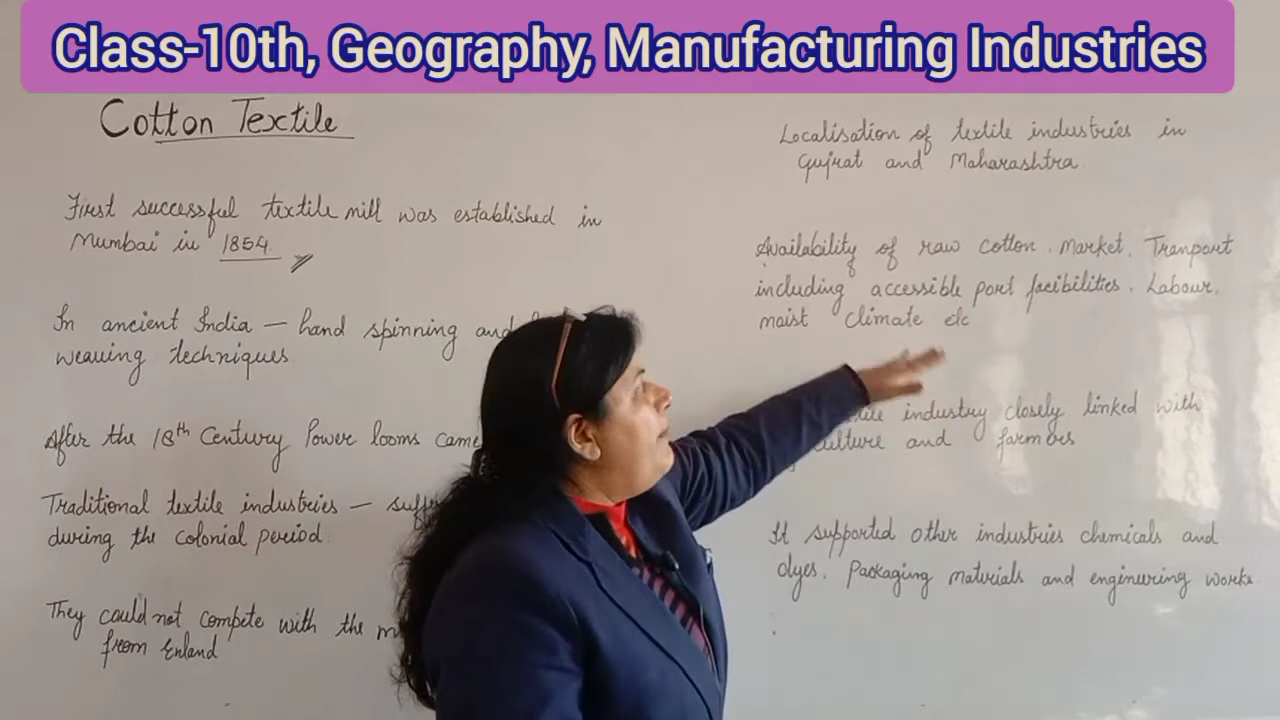 Class-10th, Geography, Manufacturing Industries
Cotton Textile
First successful textile mill was established in
Mumbai in 1854.
In ancient India — hand spinning and
weaving techniques
After the 18th Century Power looms came
Traditional textile industries —
during the colonial period
They could not compete with the
from Enland
Localisation of textile industries in
Gujrat and Maharashtra.
Availability of raw cotton. Market. Tranport
including accessible port facibilities. Labour.
moist climate etc
industry closely linked with
and farmers
It supported other industries chemicals and
dyes. Packaging materials and engineering works